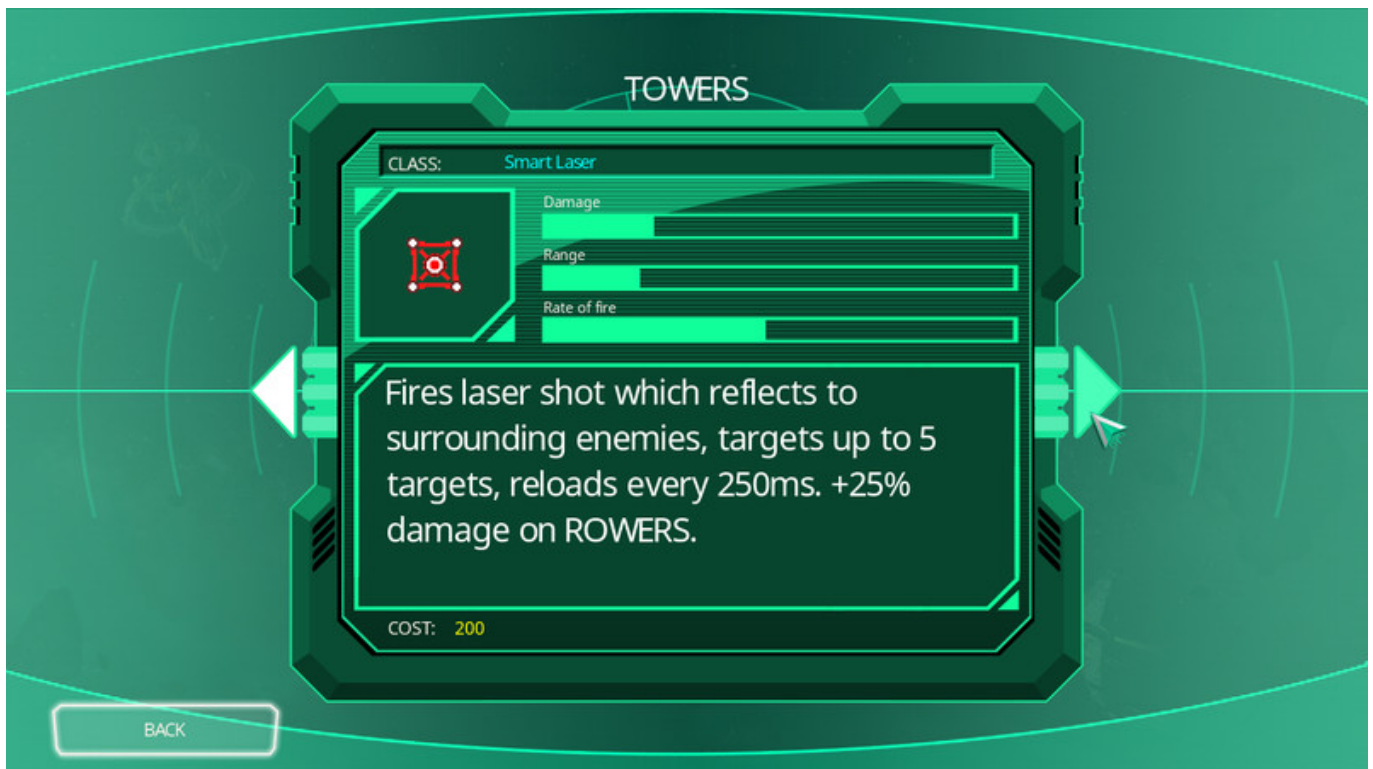 TOWERS
CLASS: Smart Laser
Damage
Range
Rate of fire
Fires laser shot which reflects to
surrounding enemies, targets up to 5
targets, reloads every 250ms. +25%
damage on ROWERS.
COST: 200
BACK